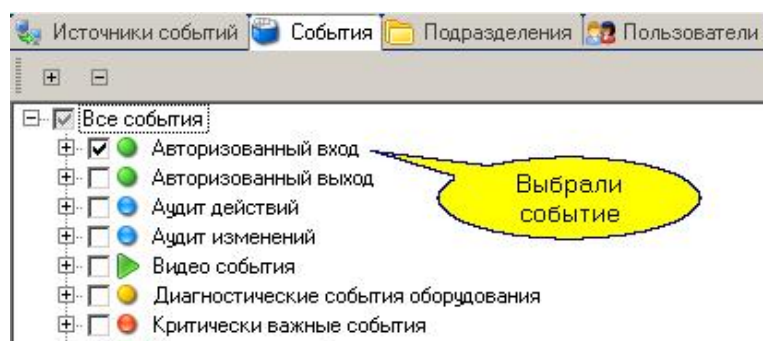 Источники событий События Подразделения Пользователи
Все события
Авторизованный вход
Авторизованный выход
Выбрали
событие
Аудит действий
Аудит изменений
Видео события
Диагностические события оборудования
Критически важные события